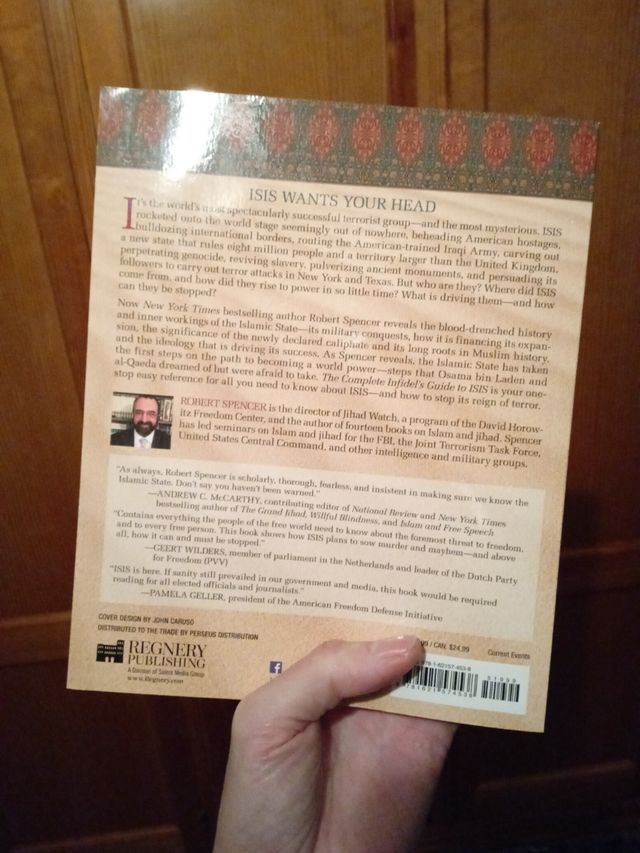 ISIS WANTS YOUR HEAD
It's the world's most spectacularly successful terrorist group—and the most mysterious. ISIS
rocketed onto the world stage seemingly out of nowhere, beheading American hostages,
bulldozing international borders, routing the American-trained Iraqi Army, carving out
a new state that rules eight million people and a territory larger than the United Kingdom,
perpetrating genocide, reviving slavery, pulverizing ancient monuments, and persuading its
followers to carry out terror attacks in New York and Texas. But who are they? Where did ISIS
come from, and how did they rise to power in so little time? What is driving them—and how
can they be stopped?
Now New York Times bestselling author Robert Spencer reveals the blood-drenched history
and inner workings of the Islamic State—its military conquests, how it is financing its expan-
sion, the significance of the newly declared caliphate and its long roots in Muslim history,
and the ideology that is driving its success. As Spencer reveals, the Islamic State has taken
the first steps on the path to becoming a world power—steps that Osama bin Laden and
al-Qaeda dreamed of but were afraid to take. The Complete Infidel's Guide to ISIS is your one-
stop easy reference for all you need to know about ISIS—and how to stop its reign of terror.
ROBERT SPENCER is the director of Jihad Watch, a program of the David Horow-
itz Freedom Center, and the author of fourteen books on Islam and jihad. Spencer
has led seminars on Islam and jihad for the FBI, the Joint Terrorism Task Force,
United States Central Command, and other intelligence and military groups.
"As always, Robert Spencer is scholarly, thorough, fearless, and insistent in making sure we know the
Islamic State. Don't say you haven't been warned."
—ANDREW C. McCARTHY, contributing editor of National Review and New York Times
bestselling author of The Grand Jihad, Willful Blindness, and Islam and Free Speech
"Contains everything the people of the free world need to know about the foremost threat to freedom.
and to every free person. This book shows how ISIS plans to sow murder and mayhem—and above
all, how it can and must be stopped."
—GEERT WILDERS, member of parliament in the Netherlands and leader of the Dutch Party
for Freedom (PVV)
"ISIS is here. If sanity still prevailed in our government and media, this book would be required
reading for all elected officials and journalists."
—PAMELA GELLER, president of the American Freedom Defense Initiative
COVER DESIGN BY JOHN CARUSO
DISTRIBUTED TO THE TRADE BY PERSEUS DISTRIBUTION
REGNERY
PUBLISHING
A Division of Salem Media Group
www.Regnery.com
f
99 / CAN. $24.99
Current Events
978-1-62157-453-8
51999